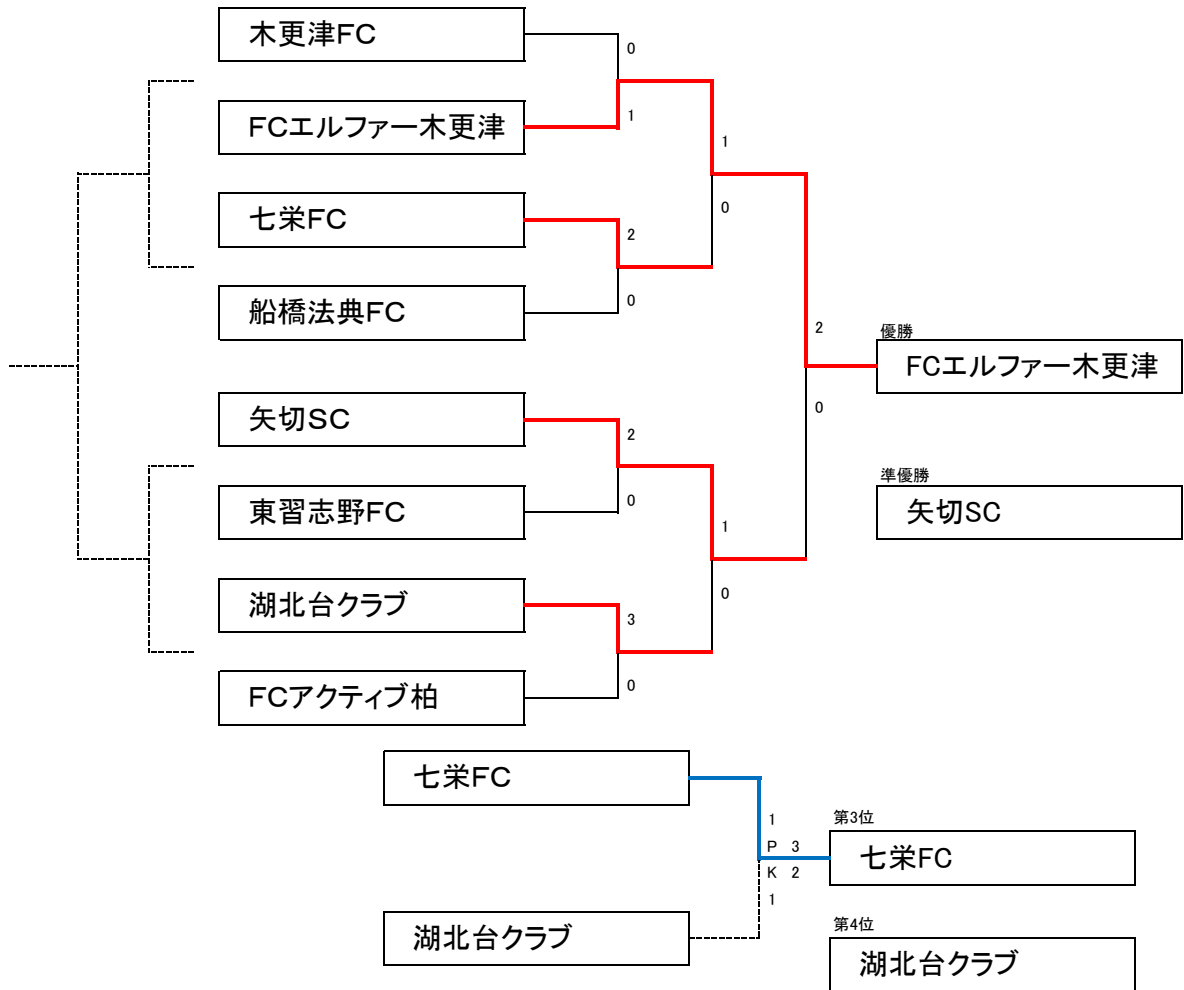 木更津FC
0
1
FCエルファー木更津
1
七栄FC
0
2
0
船橋法典FC
2
優勝
FCエルファー木更津
0
矢切SC
2
準優勝
0
東習志野FC
矢切SC
1
湖北台クラブ
0
3
0
FCアクティブ柏
七栄FC
1
第3位
P 3
七栄FC
K 2
1
湖北台クラブ
第4位
湖北台クラブ